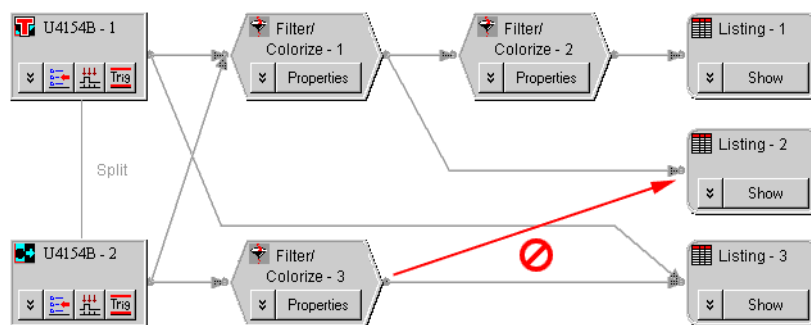 U4154B - 1
Trig
Filter/
Colorize - 1
Properties
Filter/
Colorize - 2
Properties
Listing - 1
Show
Split
Listing - 2
Show
U4154B - 2
Trig
Filter/
Colorize - 3
Properties
Listing - 3
Show